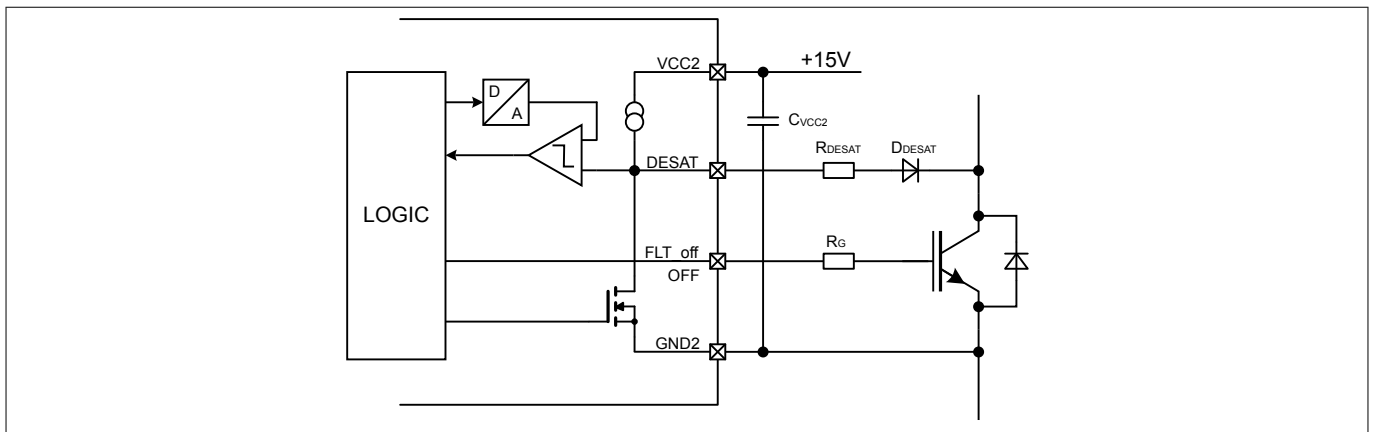 VCC2
+15V
D
A
CVCC2
DESAT
RDESAT
DDESAT
LOGIC
FLT_off
OFF
RG
GND2